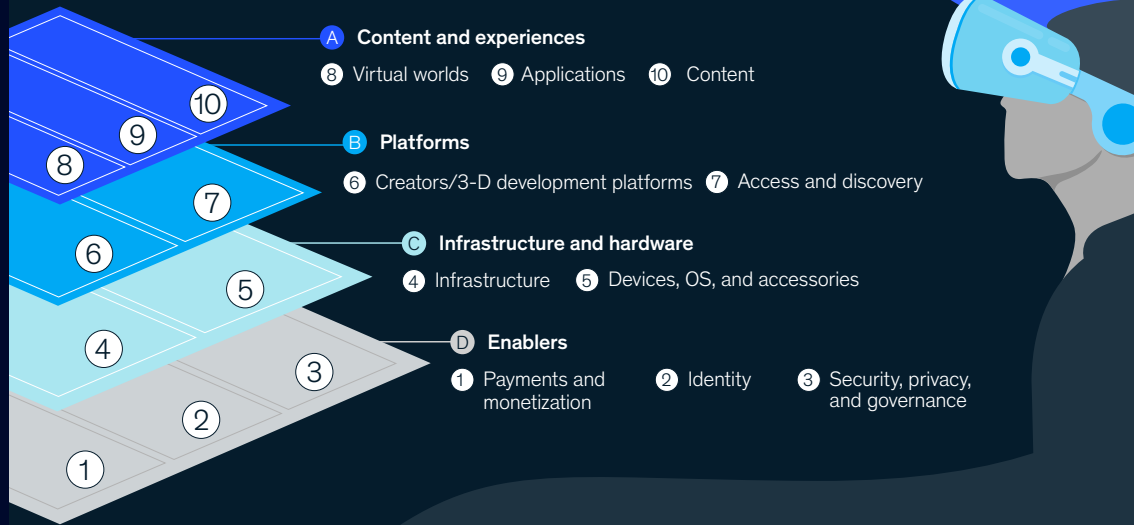 A Content and experiences
8 Virtual worlds 9 Applications 10 Content
10
9
8
B Platforms
6 Creators/3-D development platforms 7 Access and discovery
7
6
C Infrastructure and hardware
4 Infrastructure 5 Devices, OS, and accessories
5
4
D Enablers
1 Payments and monetization 2 Identity 3 Security, privacy, and governance
3
2
1